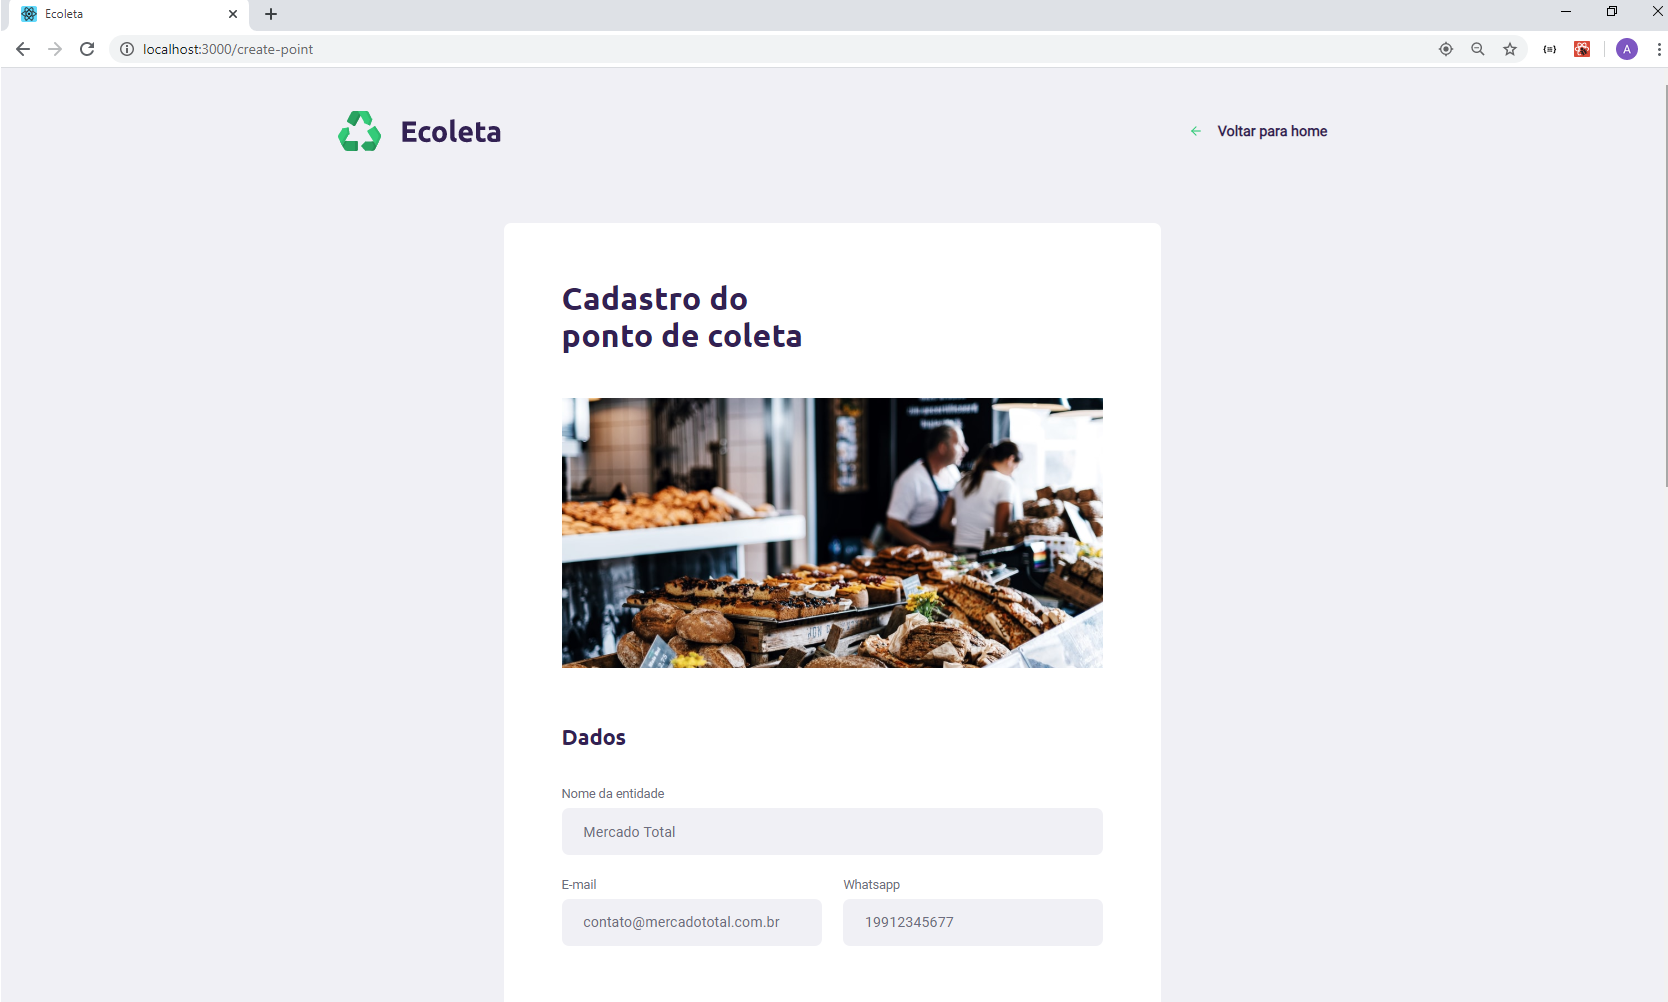 Ecoleta
localhost:3000/create-point
A
Ecoleta
Voltar para home
Cadastro do
ponto de coleta
Dados
Nome da entidade
Mercado Total
E-mail
Whatsapp
contato@mercadototal.com.br
19912345677